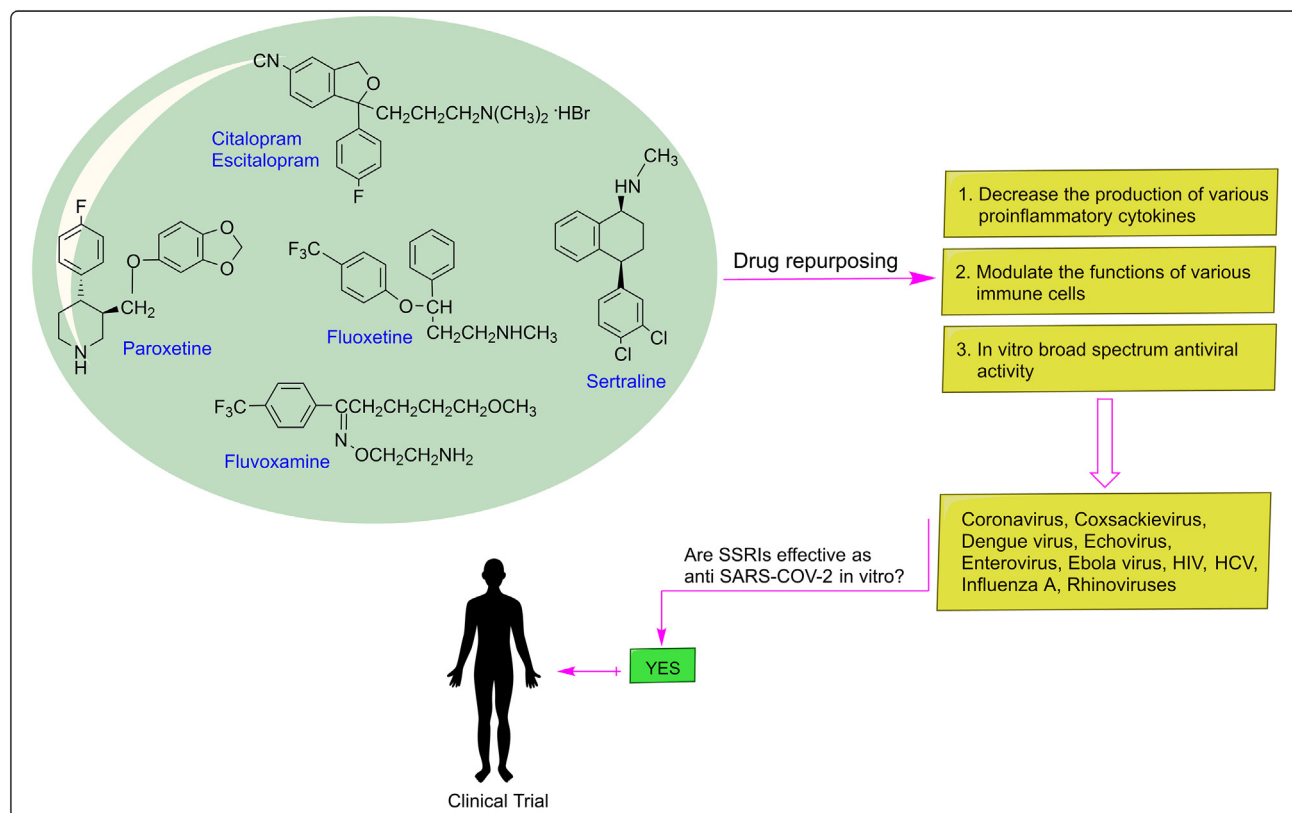 CN
O
CH₂CH₂CH₂N(CH₃)₂ ·HBr
Citalopram
Escitalopram
F
F
O
O
O
CH₂
N
H
Paroxetine
F₃C
O
CH
CH₂CH₂NHCH₃
Fluoxetine
CH₃
HN
Cl
Cl
Sertraline
F₃C
CCH₂CH₂CH₂CH₂OCH₃
N
OCH₂CH₂NH₂
Fluvoxamine
Drug repurposing
1. Decrease the production of various
proinflammatory cytokines
2. Modulate the functions of various
immune cells
3. In vitro broad spectrum antiviral
activity
Coronavirus, Coxsackievirus,
Dengue virus, Echovirus,
Enterovirus, Ebola virus, HIV, HCV,
Influenza A, Rhinoviruses
Are SSRIs effective as
anti SARS-COV-2 in vitro?
YES
Clinical Trial